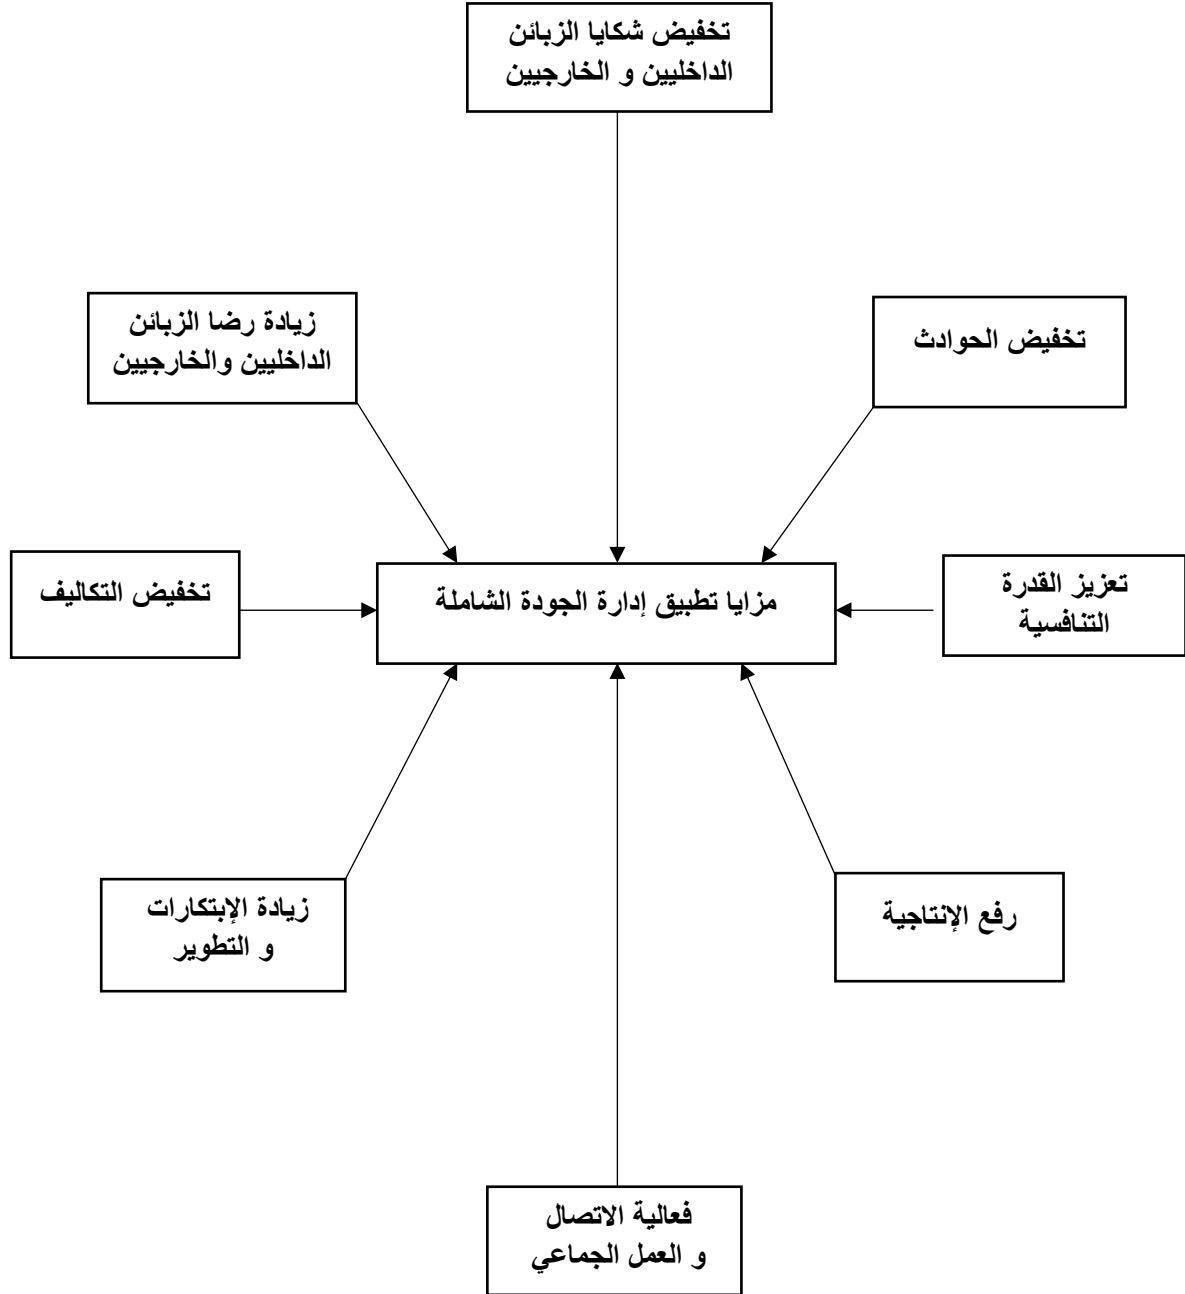 تخفيض شكايا الزبائن
الداخليين و الخارجيين
تخفيض الحوادث
زيادة رضا الزبائن
الداخليين والخارجيين
تعزيز القدرة
التنافسية
مزايا تطبيق إدارة الجودة الشاملة
تخفيض التكاليف
رفع الإنتاجية
زيادة الإبتكارات
و التطوير
فعالية الاتصال
و العمل الجماعي